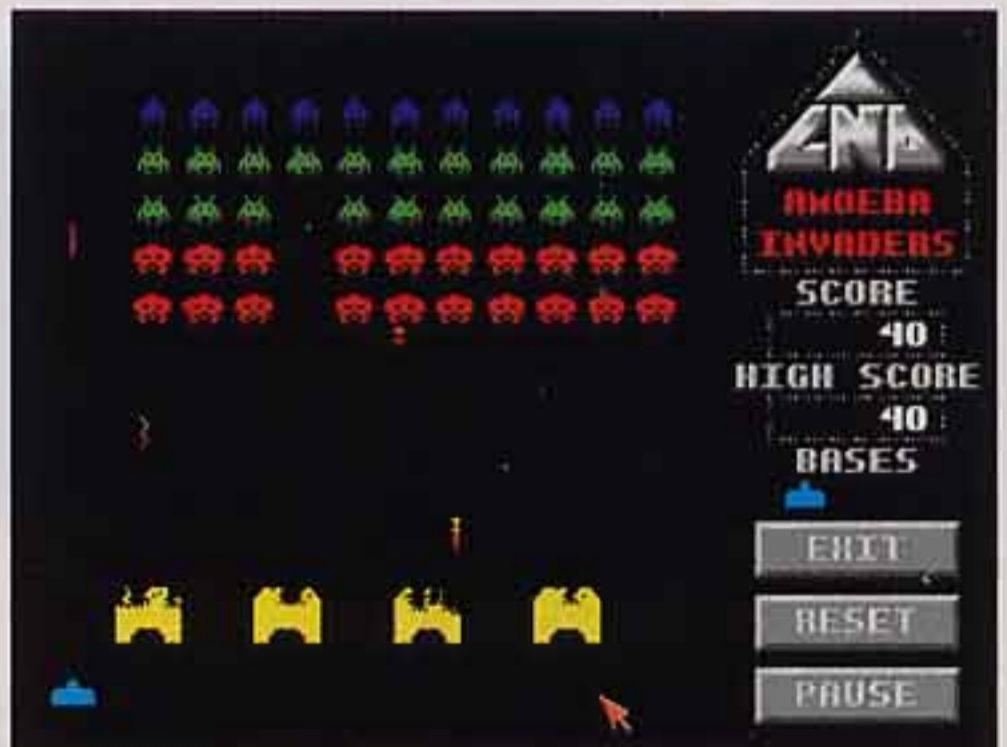 AMOEBA
INVADERS
SCORE
40
HIGH SCORE
40
BASES
EXIT
RESET
PAUSE